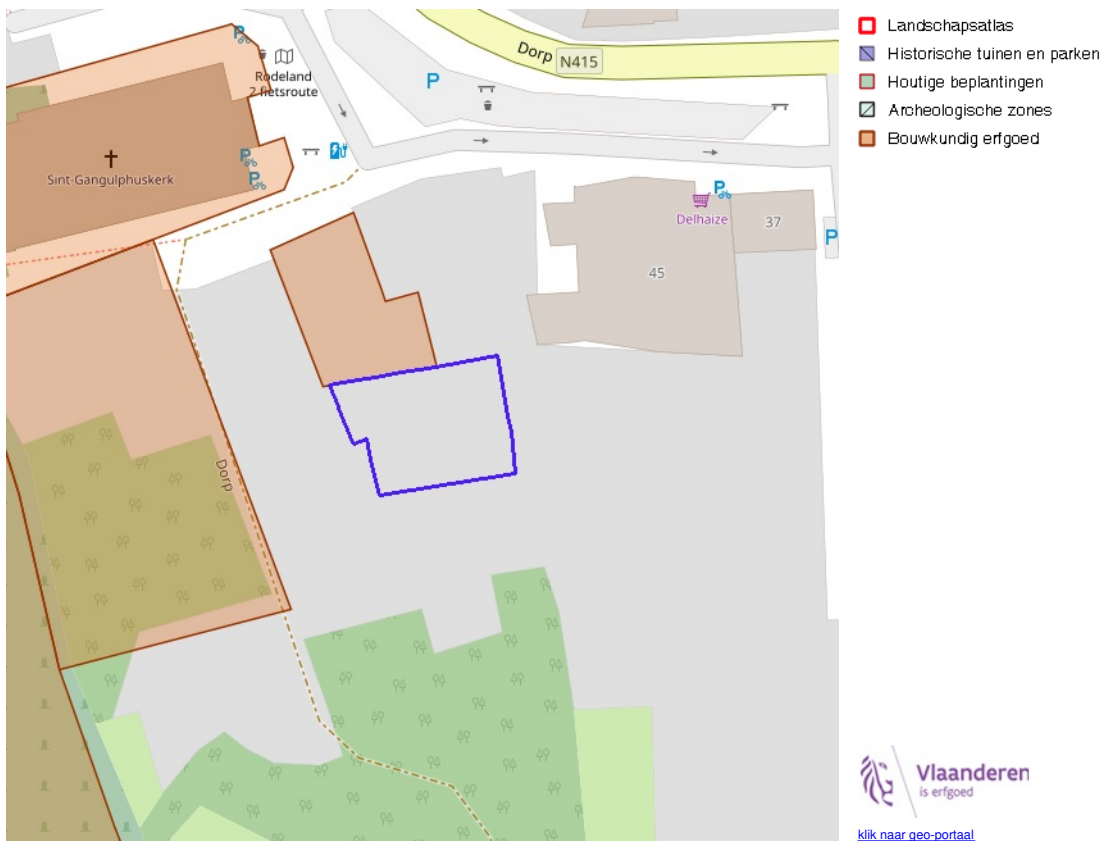 Dorp
N415
P
Rodeland
2 fietsroute
P
Sint-Gangulphuskerk
P
P
P
Delhaize
37
P
45
Dorp
Landschapsatlas
Historische tuinen en parken
Houtige beplantingen
Archeologische zones
Bouwkundig erfgoed
Vlaanderen
is erfgoed
klik naar geo-portaal